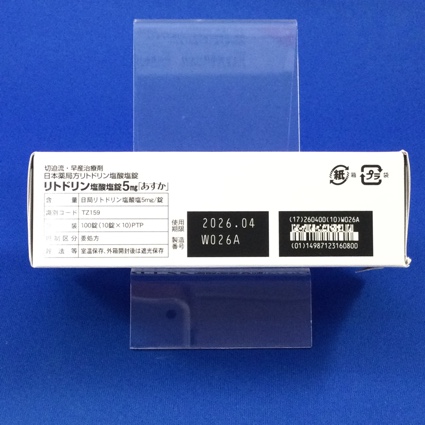 切迫流・早産治療剤
日本薬局方リトドリン塩酸塩錠
リトドリン塩酸塩錠5mg「あすか」
含 量 日局リトドリン塩酸塩5mg/錠
識別コード TZ159
包 装 100錠(10錠×10)PTP
規制区分 劇処方
貯 法 等 室温保存、外箱開封後は遮光保存
使用期限 2026.04
製造番号 W026A
(17)260400(10)W026A
(01)14987123160800
紙 箱
プラ 袋